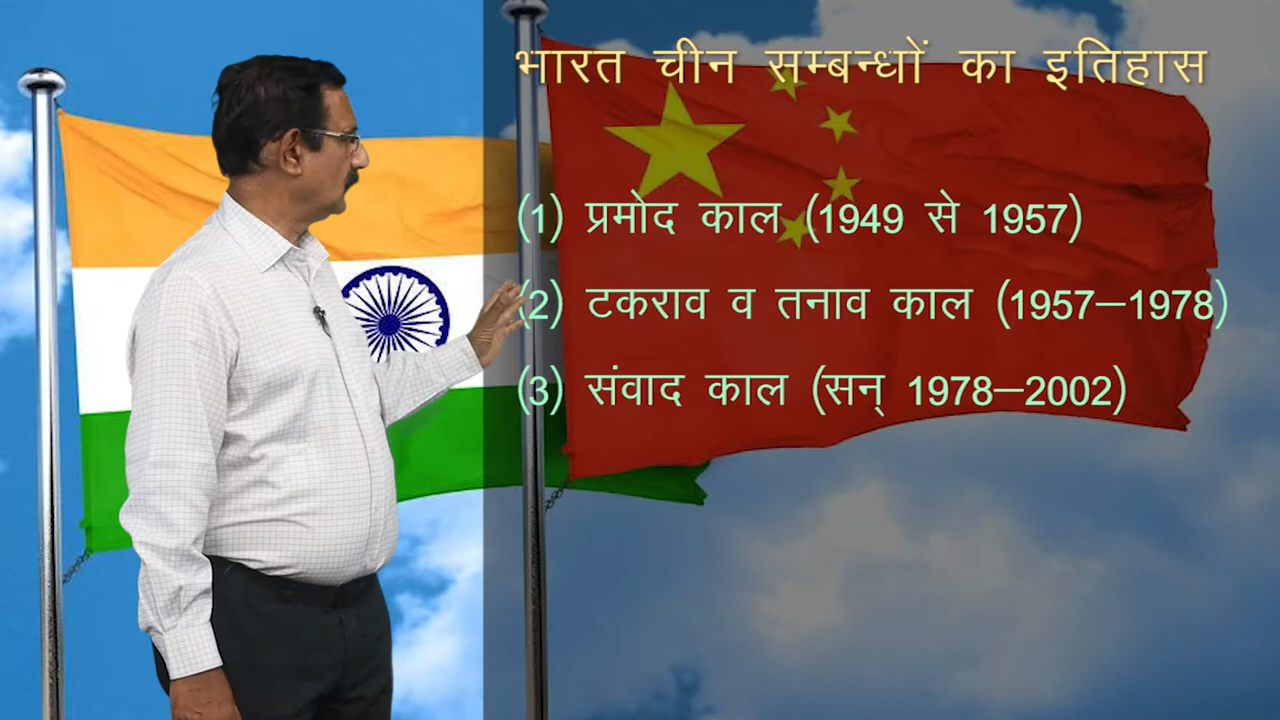 भारत चीन सम्बन्धों का इतिहास
(1) प्रमोद काल (1949 से 1957)
(2) टकराव व तनाव काल (1957–1978)
(3) संवाद काल (सन् 1978–2002)